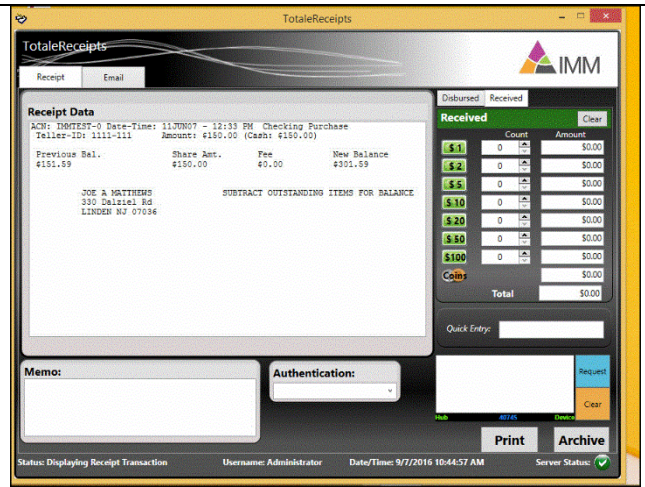 TotaleReceipts
TotaleReceipts
IMM
Receipt Email
Disbursed Received
Receipt Data
Received Clear
ACN: IMMTEST-0 Date-Time: 11JUN07 - 12:33 PM Checking Purchase
Teller-ID: 1111-111 Amount: $150.00 (Cash: $150.00)
Previous Bal. Share Amt. Fee New Balance
$151.59 $150.00 $0.00 $301.59
JOE A MATTHEWS SUBTRACT OUTSTANDING ITEMS FOR BALANCE
330 Dalziel Rd
LINDEN NJ 07036
Count Amount
$ 1 0 $0.00
$ 2 0 $0.00
$ 5 0 $0.00
$ 10 0 $0.00
$ 20 0 $0.00
$ 50 0 $0.00
$100 0 $0.00
Coins $0.00
Total $0.00
Quick Entry:
Memo:
Authentication:
Request
Clear
Hub 40745 Device
Print Archive
Status: Displaying Receipt Transaction Username: Administrator Date/Time: 9/7/2016 10:44:57 AM Server Status: